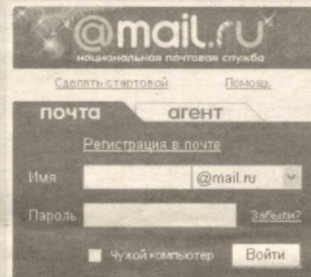 @mail.ru
национальная почтовая служба
Сделать стартовой Помощь
почта агент
Регистрация в почте
Имя @mail.ru
Пароль Забыли?
Чужой компьютер Войти